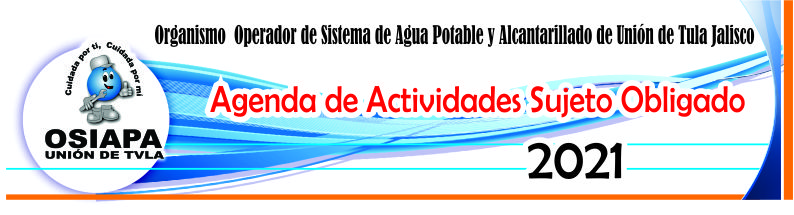 Organismo Operador de Sistema de Agua Potable y Alcantarillado de Unión de Tula Jalisco
Cuidada por ti, Cuidada por mi
Agenda de Actividades Sujeto Obligado
OSIAPA
UNIÓN DE TVLA
2021